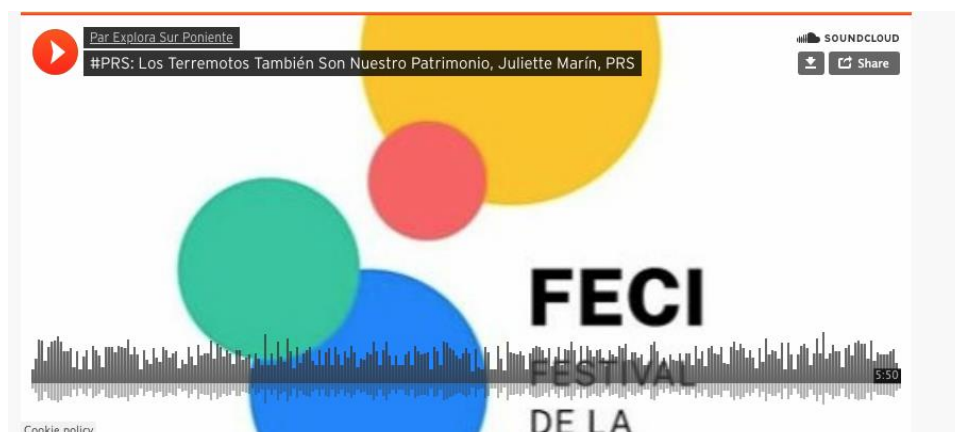 Par Explora Sur Poniente
SOUNDCLOUD
#PRS: Los Terremotos También Son Nuestro Patrimonio, Juliette Marín, PRS
Share
FECI
FESTIVAL
5:50
DE LA
Cookie policy